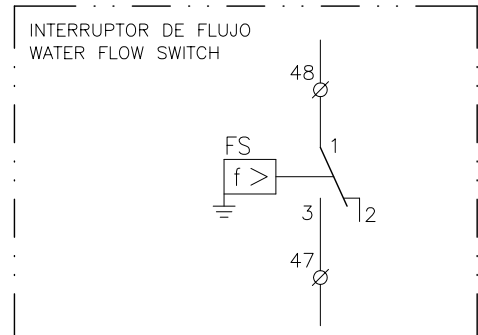 INTERRUPTOR DE FLUJO
WATER FLOW SWITCH
48
FS
1
f >
3
2
47